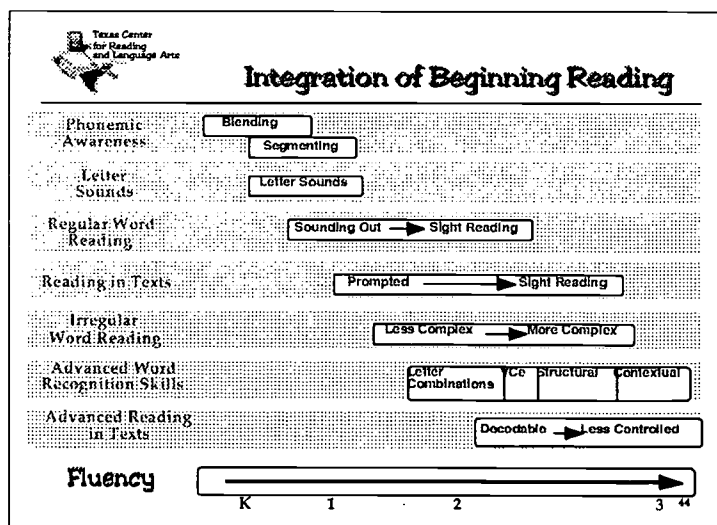 Texas Center
for Reading
and Language Arts
Integration of Beginning Reading
Phonemic
Awareness
Blending
Segmenting
Letter
Sounds
Letter Sounds
Regular Word
Reading
Sounding Out Sight Reading
Reading in Texts
Prompted Sight Reading
Irregular
Word Reading
Less Complex More Complex
Advanced Word
Recognition Skills
Letter
Combinations
VCe
Structural
Contextual
Advanced Reading
in Texts
Decodable Less Controlled
Fluency
K 1 2 3 44